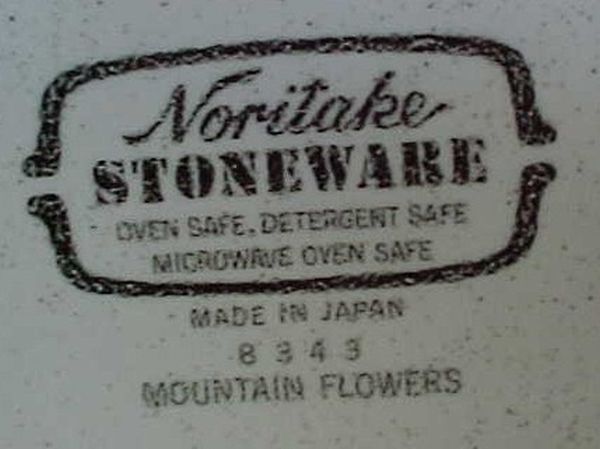 Noritake
STONEWARE
OVEN SAFE. DETERGENT SAFE
MICROWAVE OVEN SAFE
MADE IN JAPAN
8343
MOUNTAIN FLOWERS